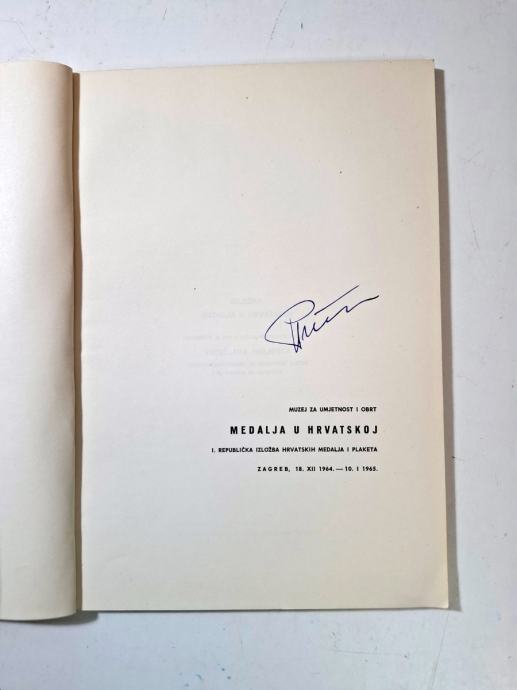 MUZEJ ZA UMJETNOST I OBRT
MEDALJA U HRVATSKOJ
I. REPUBLIČKA IZLOŽBA HRVATSKIH MEDALJA I PLAKETA
ZAGREB, 18. XII 1964. — 10. I 1965.